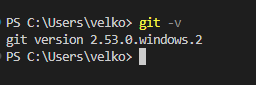 PS C:\Users\velko> git -v
git version 2.53.0.windows.2
PS C:\Users\velko>